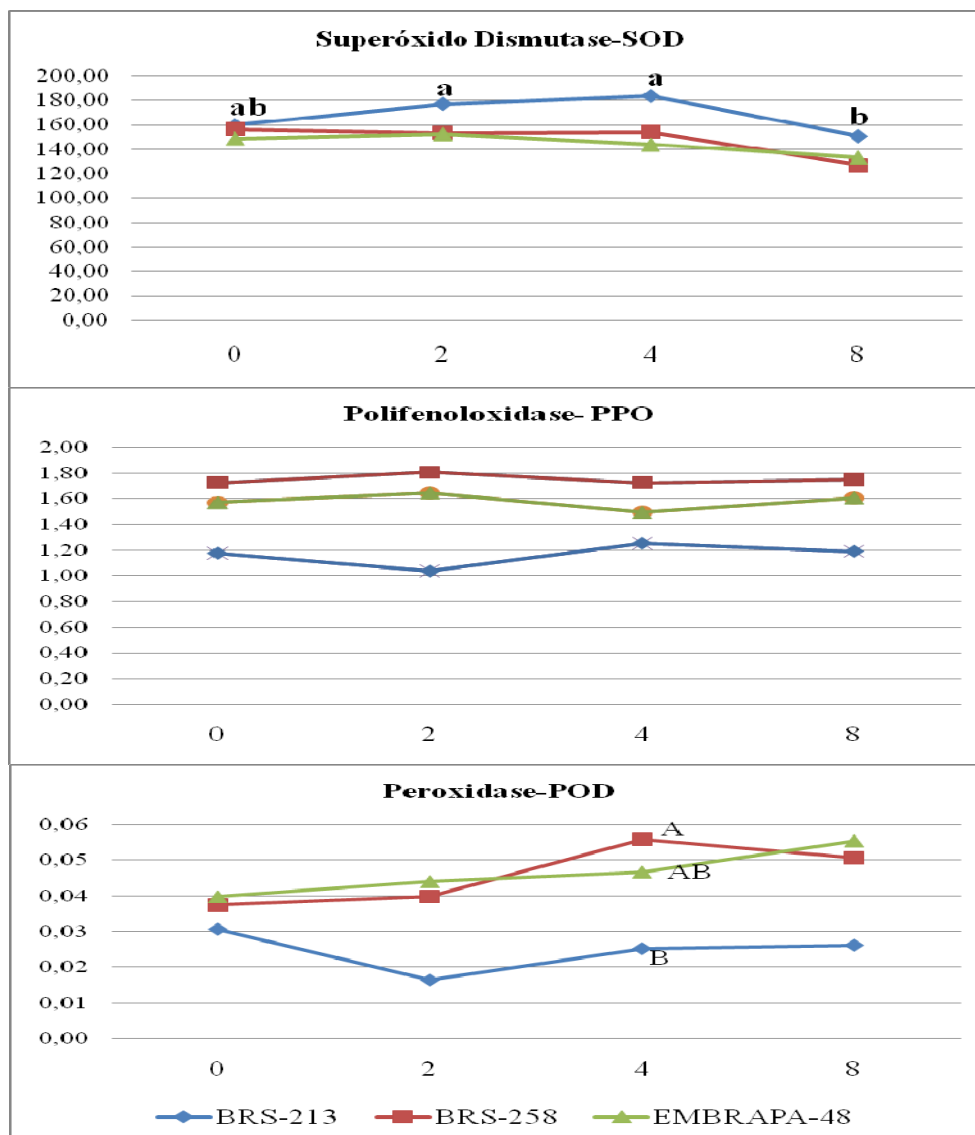 Superóxido Dismutase-SOD
200,00
180,00
160,00
140,00
120,00
100,00
80,00
60,00
40,00
20,00
0,00
ab
a
a
b
0 2 4 8
Polifenoloxidase- PPO
2,00
1,80
1,60
1,40
1,20
1,00
0,80
0,60
0,40
0,20
0,00
0 2 4 8
Peroxidase-POD
0,06
0,05
0,04
0,03
0,02
0,01
0,00
A
AB
B
0 2 4 8
BRS-213 BRS-258 EMBRAPA-48